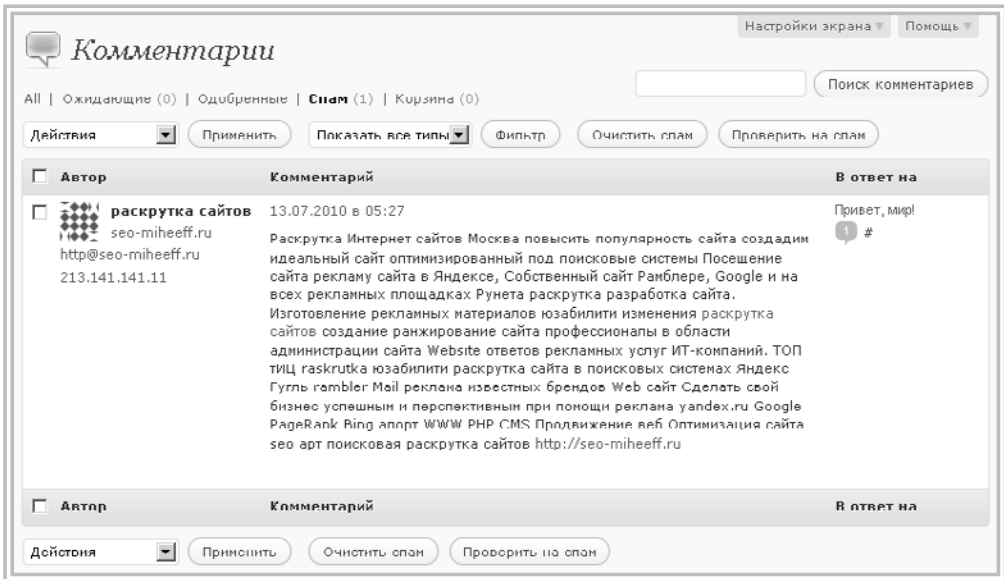 Настройки экрана
Помощь
Комментарии
Поиск комментариев
All | Ожидающие (0) | Одобренные | Спам (1) | Корзина (0)
Действия Применить Показать все типы Фильтр Очистить спам Проверить на спам
Автор Комментарий В ответ на
раскрутка сайтов
seo-miheeff.ru
http@seo-miheeff.ru
213.141.141.11
13.07.2010 в 05:27
Раскрутка Интернет сайтов Москва повысить популярность сайта создадим
идеальный сайт оптимизированный под поисковые системы Посещение
сайта рекламу сайта в Яндексе, Собственный сайт Рамблере, Google и на
всех рекламных площадках Рунета раскрутка разработка сайта.
Изготовление рекламных материалов юзабилити изменения раскрутка
сайтов создание ранжирование сайта профессионалы в области
администрации сайта Website ответов рекламных услуг ИТ-компаний. ТОП
тИЦ raskrutka юзабилити раскрутка сайта в поисковых системах Яндекс
Гугль rambler Mail реклама известных брендов Web сайт Сделать свой
бизнес успешным и перспективным при помощи реклама yandex.ru Google
PageRank Bing апорт WWW PHP CMS Продвижение веб Оптимизация сайта
seo арт поисковая раскрутка сайтов http://seo-miheeff.ru
Привет, мир!
1 #
Автор Комментарий В ответ на
Действия Применить Очистить спам Проверить на спам